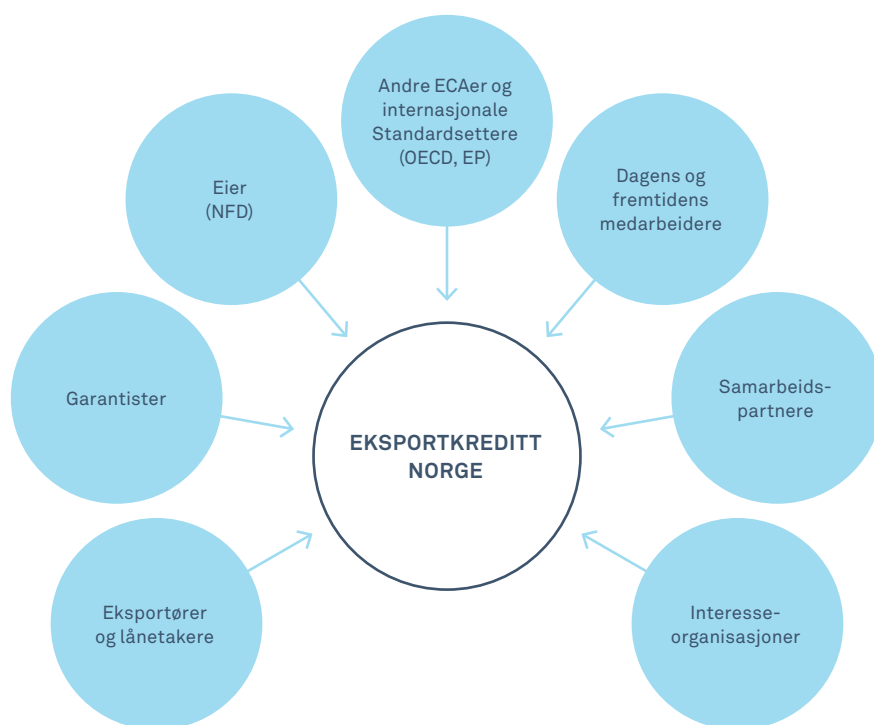 Andre ECAer og
internasjonale
Standardsettere
(OECD, EP)
Eier
(NFD)
Dagens og
fremtidens
medarbeidere
Garantister
Samarbeids-
partnere
EKSPORTKREDITT
NORGE
Eksportører
og lånetakere
Interesse-
organisasjoner